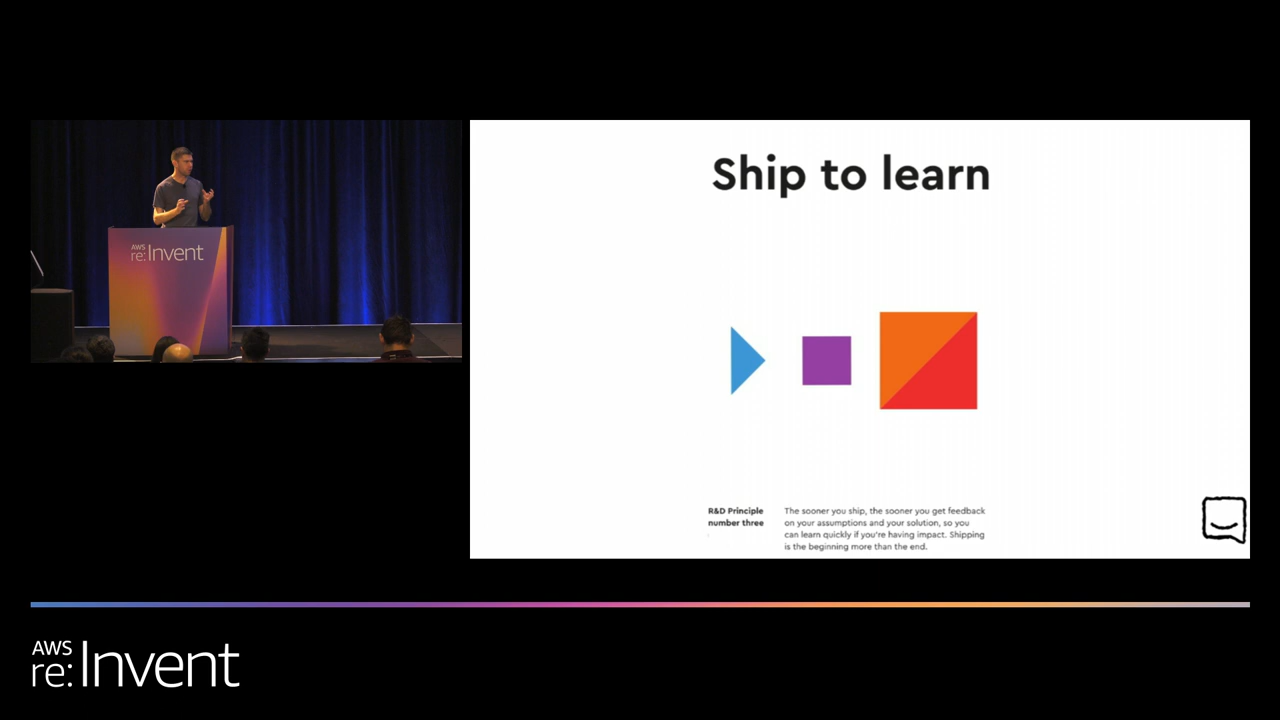 AWS
re:Invent
Ship to learn
R&D Principle
number three
The sooner you ship, the sooner you get feedback
on your assumptions and your solution, so you
can learn quickly if you're having impact. Shipping
is the beginning more than the end.
AWS
re:Invent